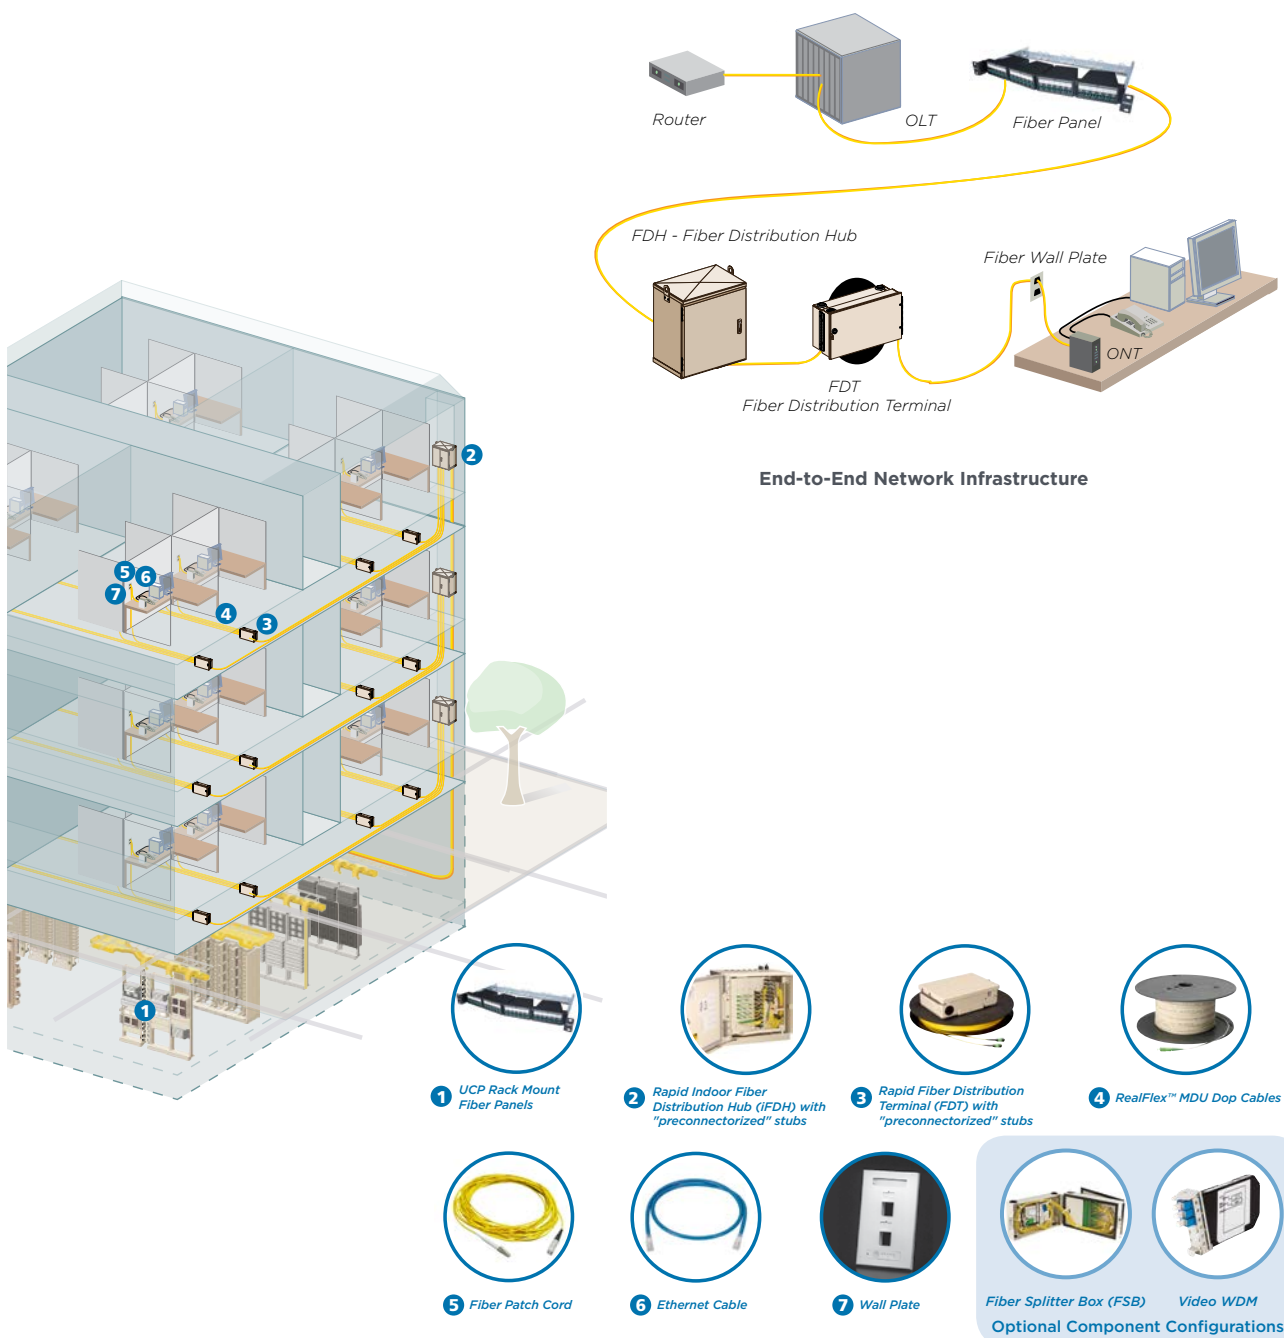 Router
OLT
Fiber Panel
FDH - Fiber Distribution Hub
Fiber Wall Plate
ONT
FDT
Fiber Distribution Terminal
End-to-End Network Infrastructure
2
5
6
7
4
3
1
1 UCP Rack Mount
Fiber Panels
2 Rapid Indoor Fiber
Distribution Hub (iFDH) with
"preconnectorized" stubs
3 Rapid Fiber Distribution
Terminal (FDT) with
"preconnectorized" stubs
4 RealFlex™ MDU Dop Cables
5 Fiber Patch Cord
6 Ethernet Cable
7 Wall Plate
Fiber Splitter Box (FSB)
Video WDM
Optional Component Configurations